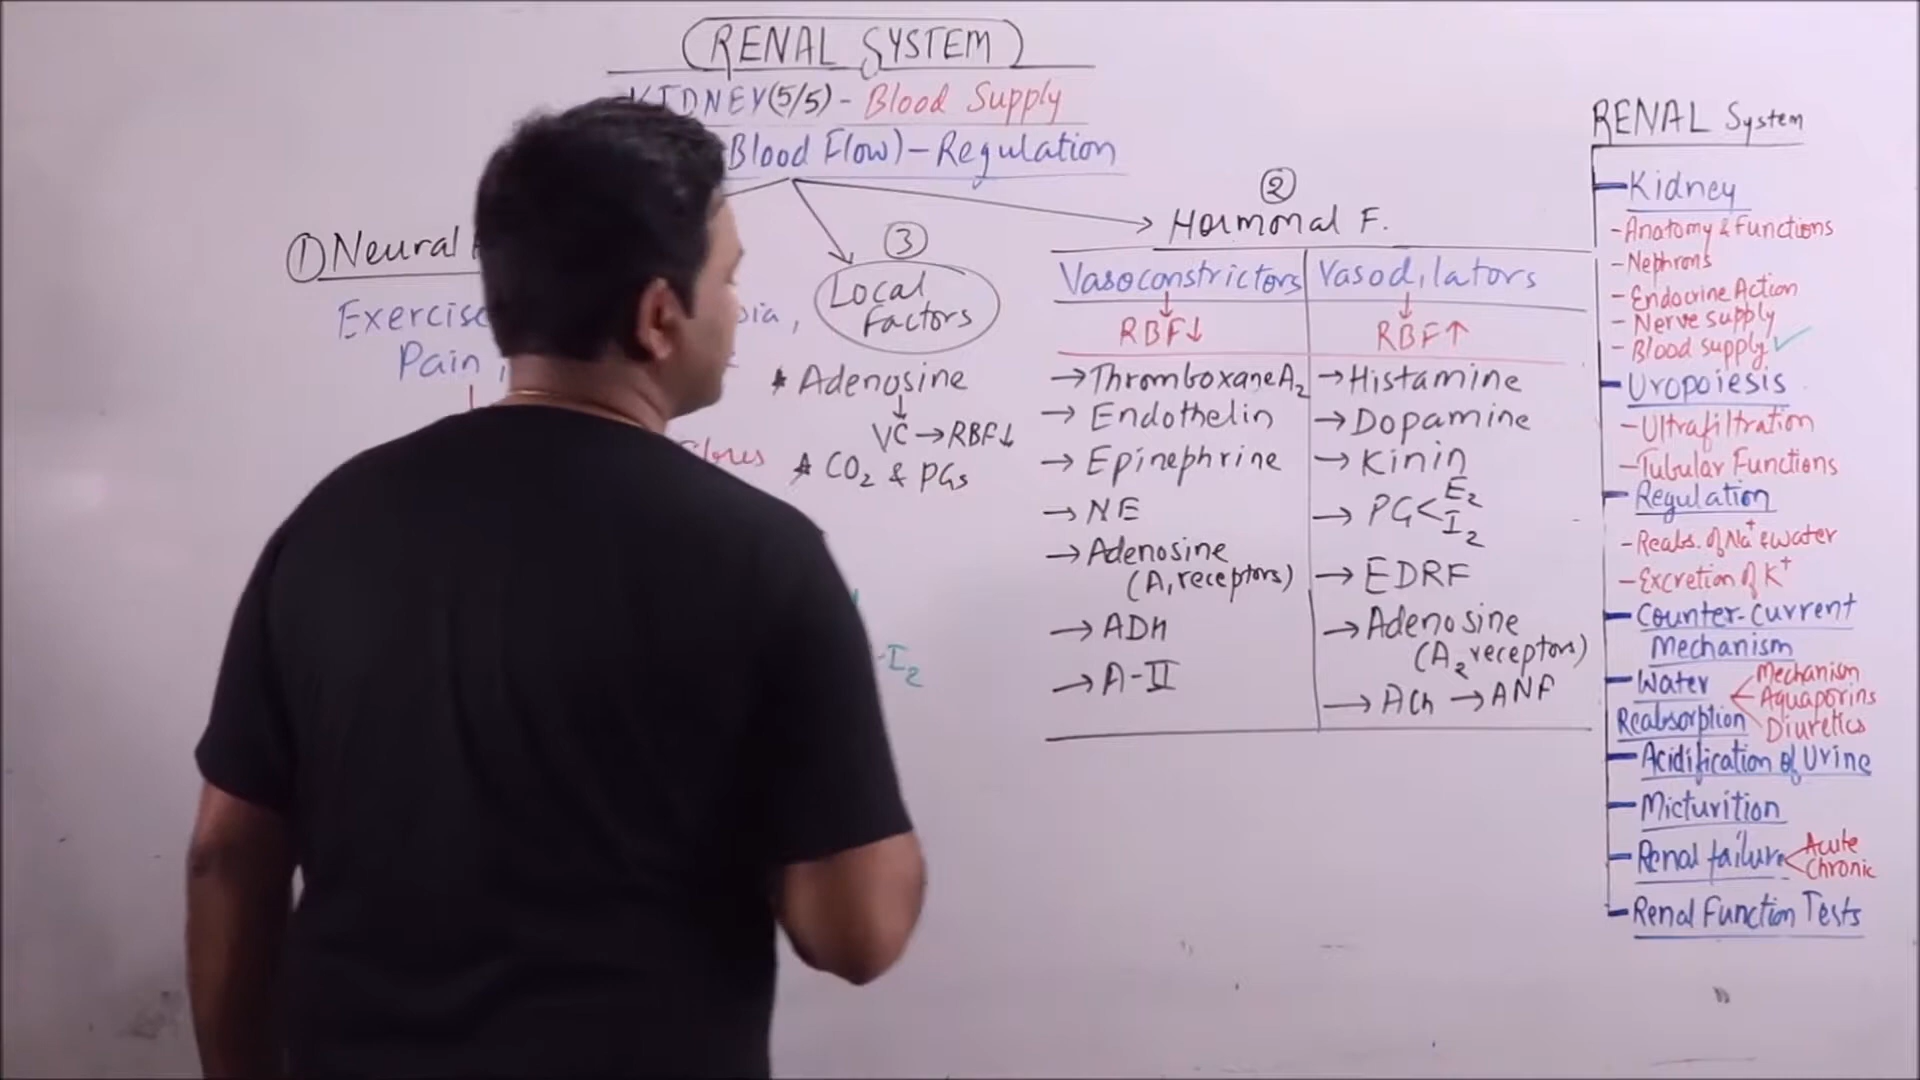 RENAL SYSTEM
KIDNEY (5/5) - Blood Supply
Blood Flow) - Regulation
① Neural
Exercise
Pain,
③
Local
Factors
* Adenosine
VC → RBF↓
* CO₂ & PGs
-I₂
②
Hormonal F.
Vasoconstrictors
RBF↓
→ Thromboxane A₂
→ Endothelin
→ Epinephrine
→ NE
→ Adenosine
(A₁ receptors)
→ ADH
→ A-II
Vasodilators
RBF↑
→ Histamine
→ Dopamine
→ Kinin
→ PG < E₂
I₂
→ EDRF
→ Adenosine
(A₂ receptors)
→ ACh → ANF
RENAL System
Kidney
- Anatomy & Functions
- Nephrons
- Endocrine Action
- Nerve supply
- Blood supply ✓
Uropoiesis
- Ultrafiltration
- Tubular Functions
Regulation
- Reabs. of Na⁺ & water
- Excretion of K⁺
Counter-current
Mechanism
Water
Reabsorption
Mechanism
Aquaporins
Diuretics
Acidification of Urine
Micturition
Renal failure < Acute
Chronic
Renal Function Tests